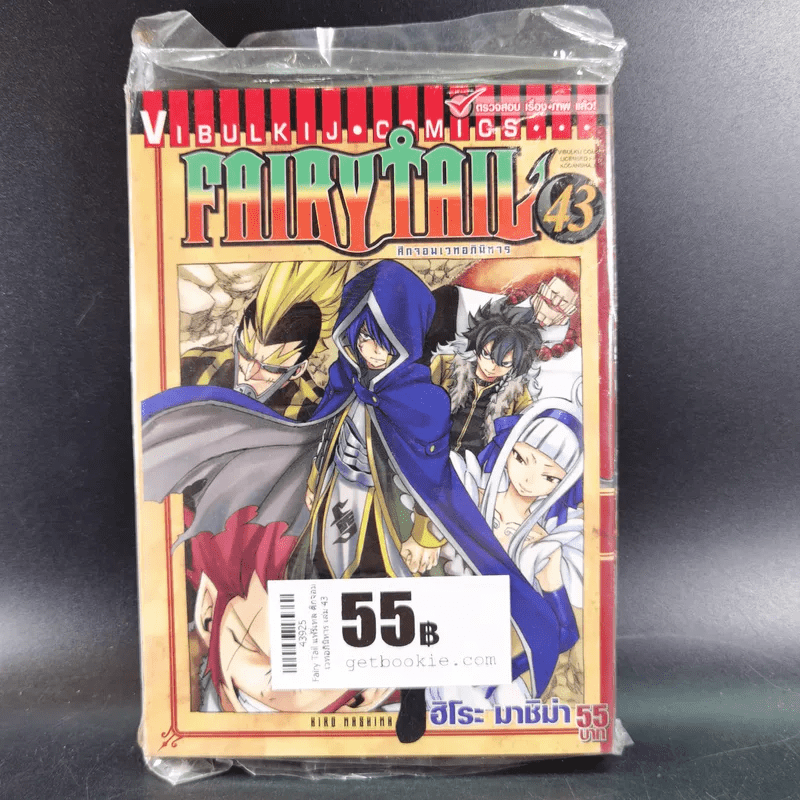 ตรวจสอบ เรื่อง•ภาพ แล้ว!
VIBULKIJ•COMICS•••
FAIRYTAIL
43
ศึกจอมเวทอภินิหาร
43925
Fairy Tail แฟรี่เทล ศึกจอม
เวทอภินิหาร เล่ม 43
55฿
getbookie.com
HIRO MASHIMA
ฮิโระ มาชิม่า
55
บาท